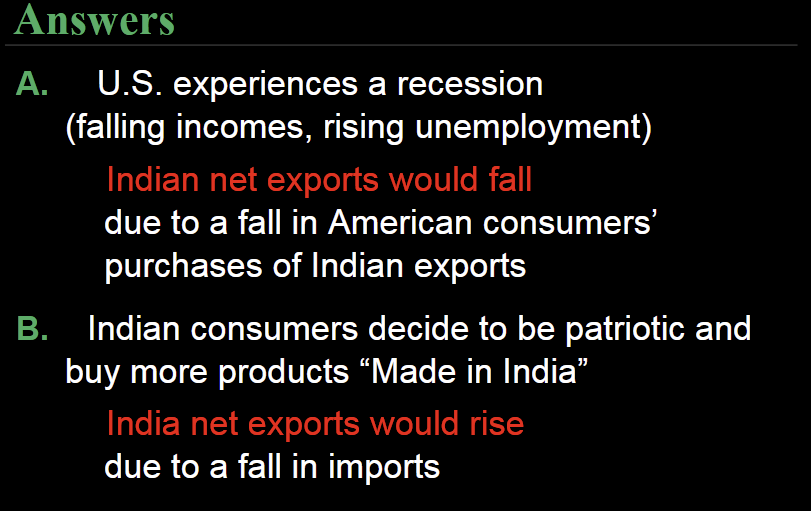 Answers
A. U.S. experiences a recession
(falling incomes, rising unemployment)
Indian net exports would fall
due to a fall in American consumers’
purchases of Indian exports
B. Indian consumers decide to be patriotic and
buy more products “Made in India”
India net exports would rise
due to a fall in imports